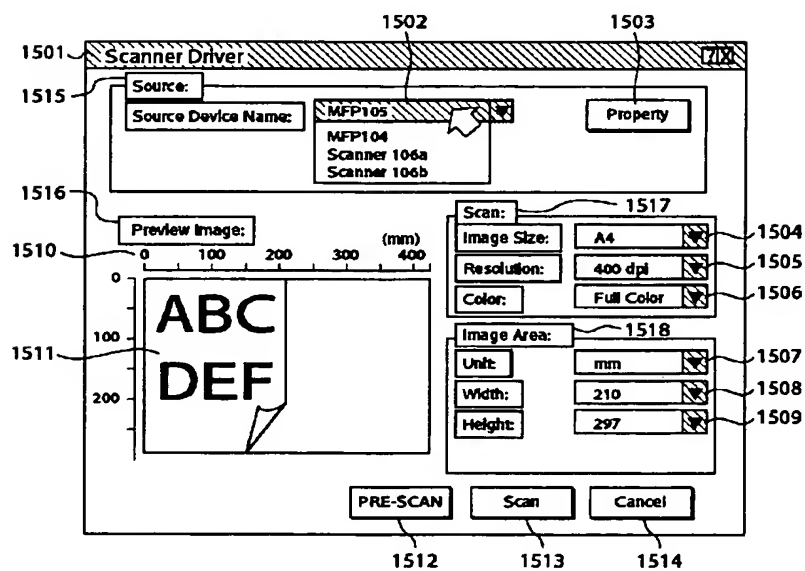 1502
1503
1501
Scanner Driver
? X
1515
Source:
Source Device Name:
MFP105
Property
MFP104
Scanner 106a
Scanner 106b
1516
Preview Image:
1510
(mm)
0 100 200 300 400
0
100
200
1511
ABC
DEF
Scan:
1517
Image Size:
A4
1504
Resolution:
400 dpi
1505
Color:
Full Color
1506
Image Area:
1518
Unit:
mm
1507
Width:
210
1508
Height:
297
1509
PRE-SCAN
Scan
Cancel
1512
1513
1514